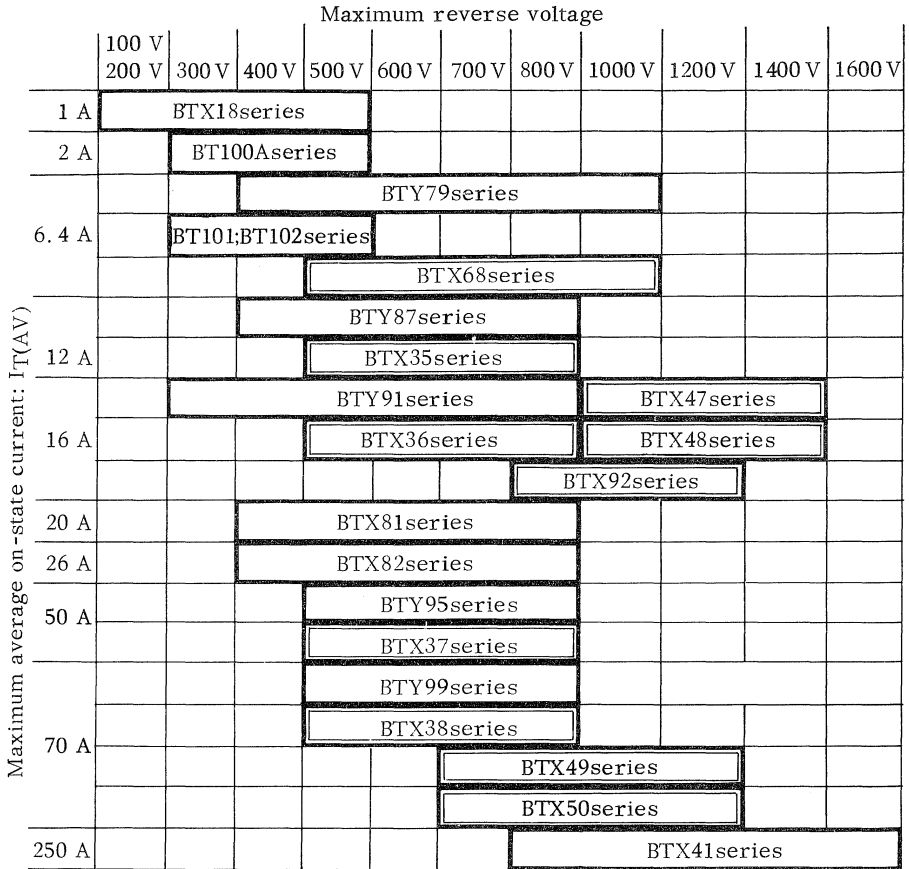 Maximum reverse voltage
100 V
200 V 300 V 400 V 500 V 600 V 700 V 800 V 1000 V 1200 V 1400 V 1600 V
1 A BTX18series
2 A BT100Aseries
BTY79series
6.4 A BT101;BT102series
BTX68series
BTY87series
12 A BTX35series
BTY91series BTX47series
16 A BTX36series BTX48series
BTX92series
20 A BTX81series
26 A BTX82series
BTY95series
50 A
BTX37series
BTY99series
BTX38series
70 A
BTX49series
BTX50series
250 A BTX41series
Maximum average on-state current: IT(AV)